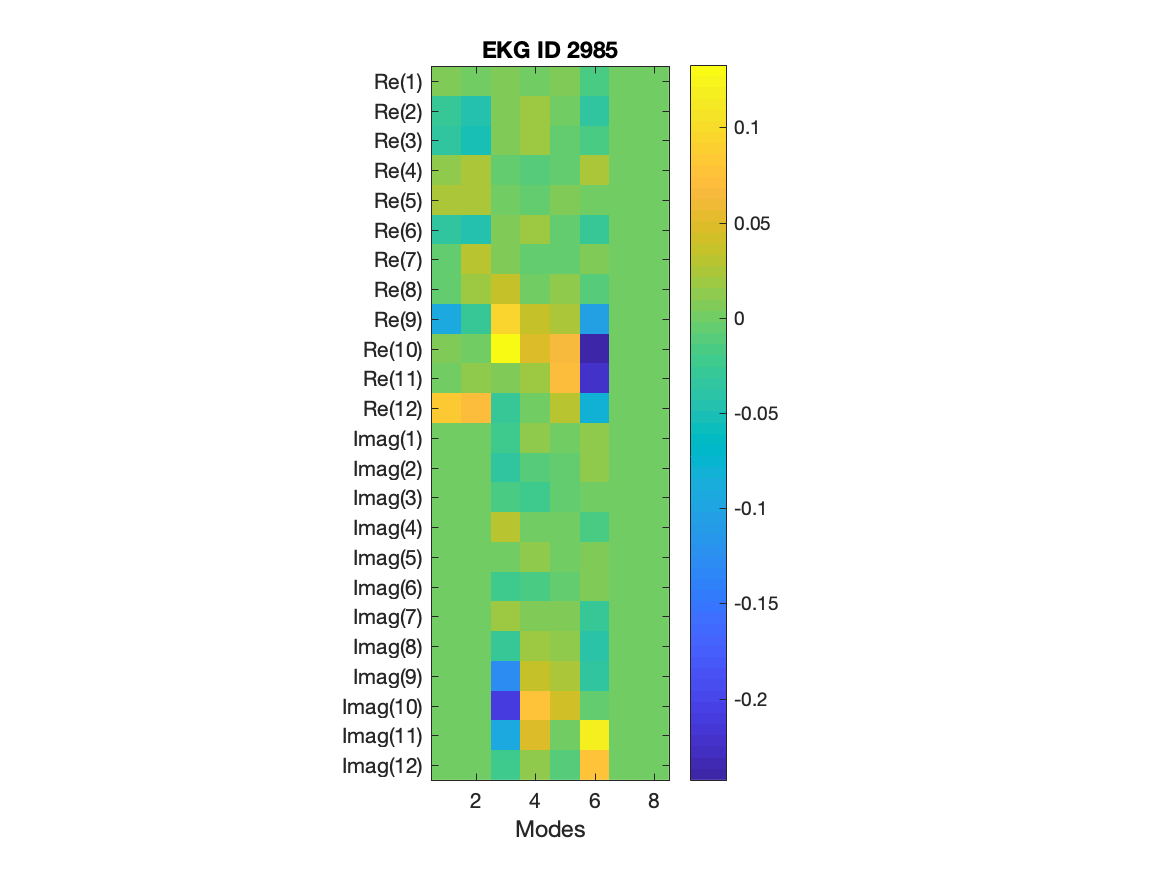 EKG ID 2985
Re(1)
Re(2)
Re(3)
Re(4)
Re(5)
Re(6)
Re(7)
Re(8)
Re(9)
Re(10)
Re(11)
Re(12)
Imag(1)
Imag(2)
Imag(3)
Imag(4)
Imag(5)
Imag(6)
Imag(7)
Imag(8)
Imag(9)
Imag(10)
Imag(11)
Imag(12)
2 4 6 8
Modes
0.1
0.05
0
-0.05
-0.1
-0.15
-0.2